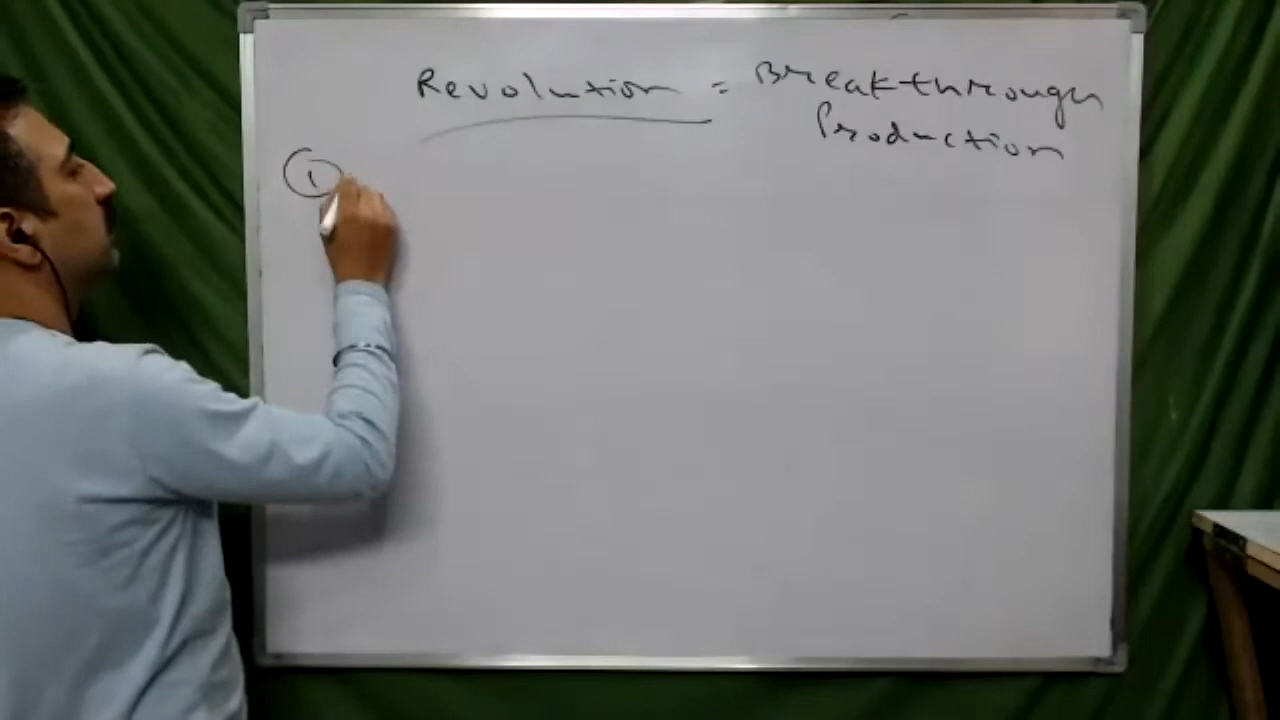 Revolution = Breakthrough
Production
①